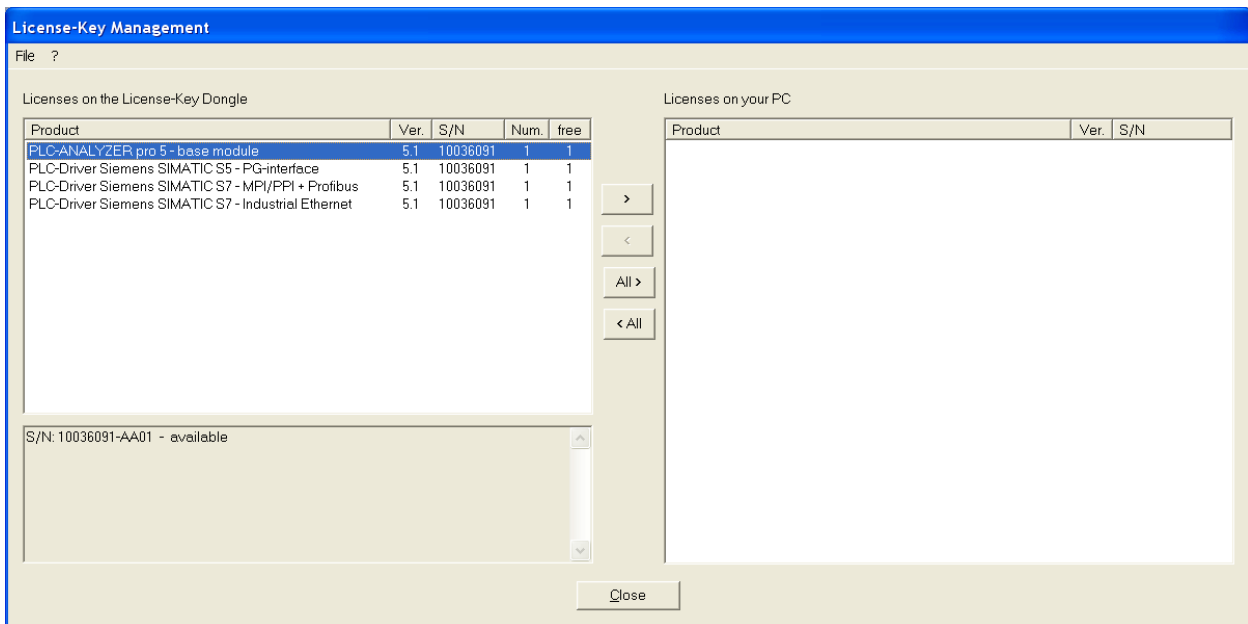 License-Key Management
File ?
Licenses on the License-Key Dongle
Product Ver. S/N Num. free
PLC-ANALYZER pro 5 - base module 5.1 10036091 1 1
PLC-Driver Siemens SIMATIC S5 - PG-interface 5.1 10036091 1 1
PLC-Driver Siemens SIMATIC S7 - MPI/PPI + Profibus 5.1 10036091 1 1
PLC-Driver Siemens SIMATIC S7 - Industrial Ethernet 5.1 10036091 1 1
S/N: 10036091-AA01 - available
>
<
All >
< All
Licenses on your PC
Product Ver. S/N
Close